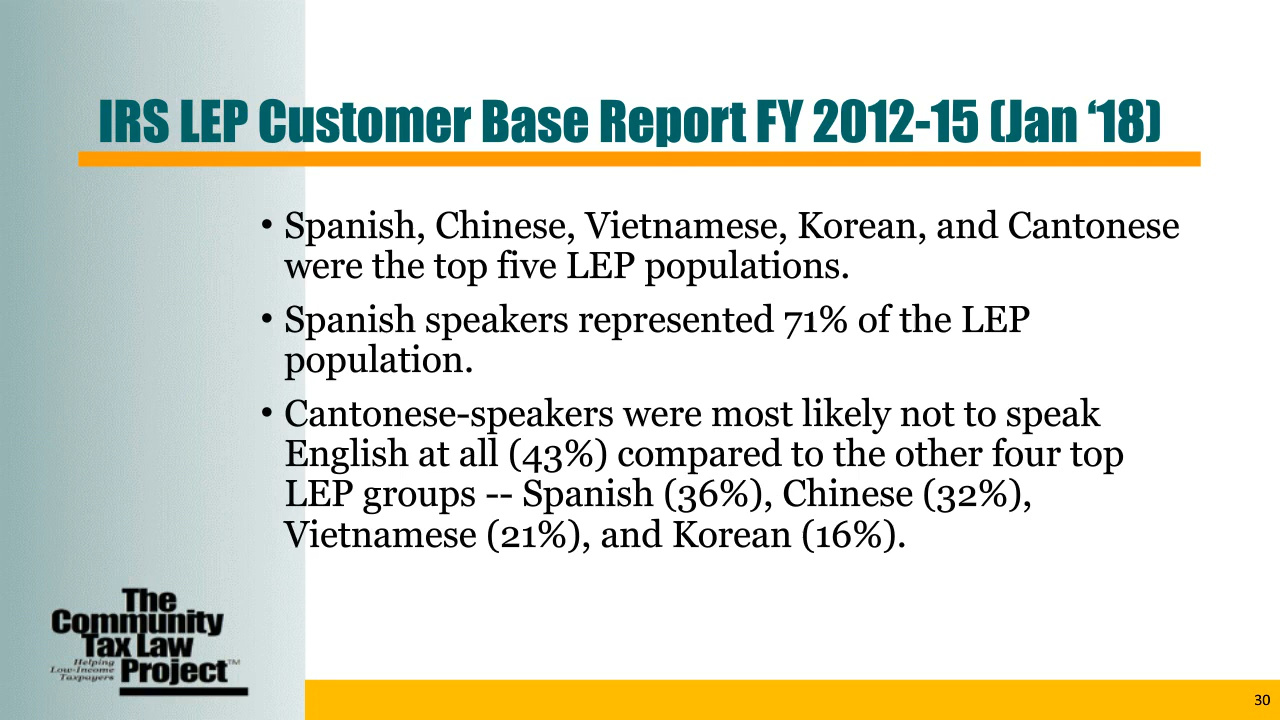 IRS LEP Customer Base Report FY 2012-15 (Jan ‘18)
• Spanish, Chinese, Vietnamese, Korean, and Cantonese
were the top five LEP populations.
• Spanish speakers represented 71% of the LEP
population.
• Cantonese-speakers were most likely not to speak
English at all (43%) compared to the other four top
LEP groups -- Spanish (36%), Chinese (32%),
Vietnamese (21%), and Korean (16%).
The
Community
Tax Law
Helping
Low-Income
Taxpayers
Project™
30